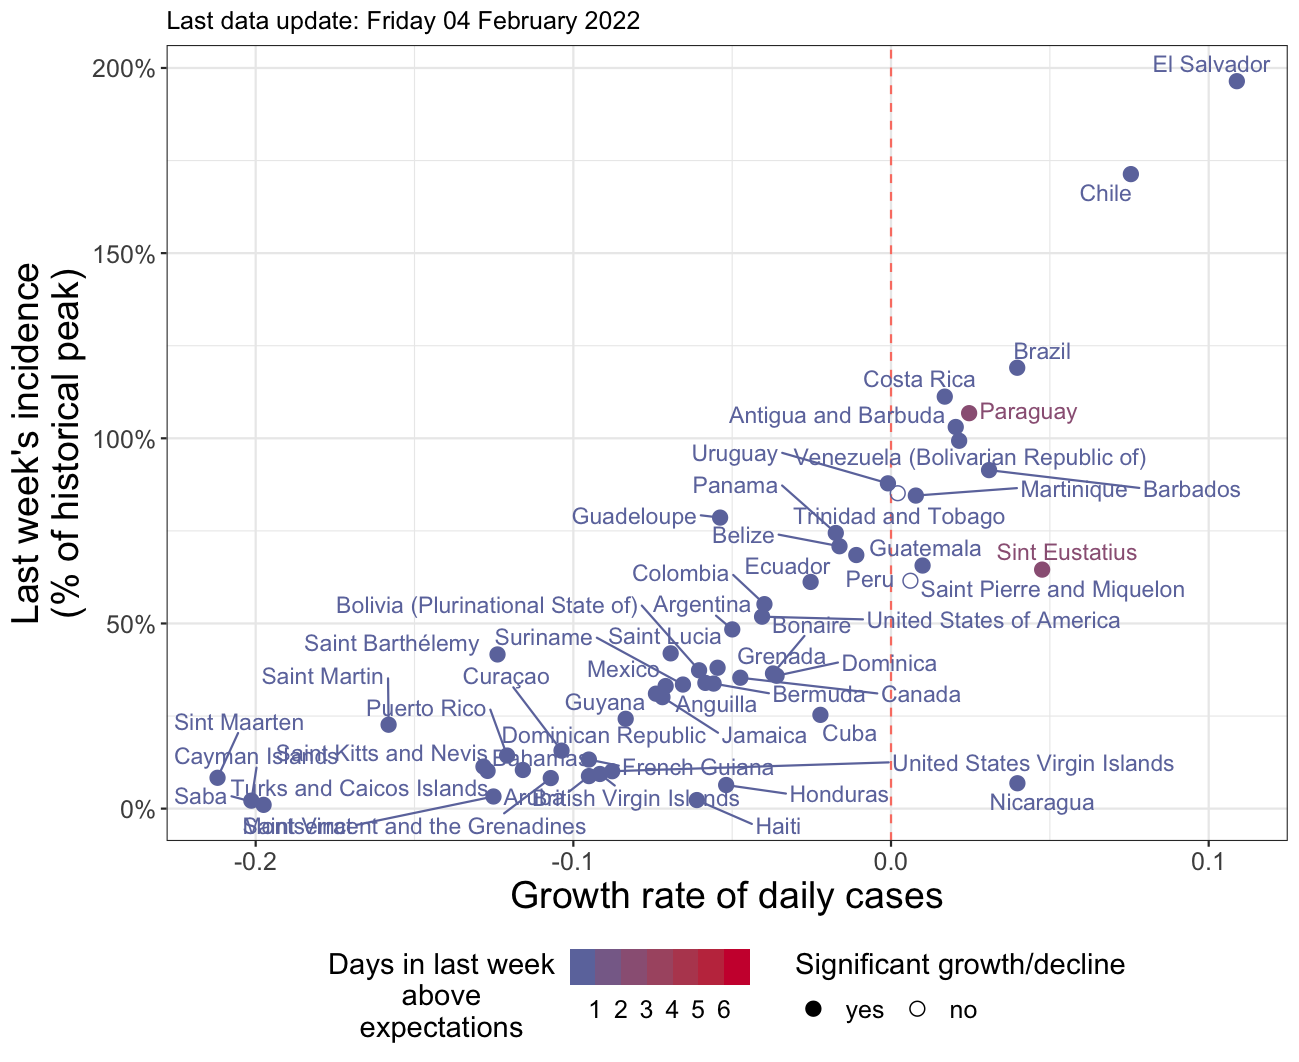 Last data update: Friday 04 February 2022
Last week's incidence
(% of historical peak)
200%
150%
100%
50%
0%
El Salvador
Chile
Brazil
Costa Rica
Paraguay
Antigua and Barbuda
Uruguay
Venezuela (Bolivarian Republic of)
Panama
Martinique
Barbados
Guadeloupe
Trinidad and Tobago
Belize
Guatemala
Sint Eustatius
Ecuador
Colombia
Peru
Saint Pierre and Miquelon
Bolivia (Plurinational State of)
Argentina
United States of America
Bonaire
Saint Barthélemy
Suriname
Saint Lucia
Grenada
Dominica
Saint Martin
Curaçao
Mexico
Bermuda
Canada
Puerto Rico
Guyana
Anguilla
Sint Maarten
Dominican Republic
Jamaica
Cuba
Cayman Islands
Saint Kitts and Nevis
Bahamas
French Guiana
United States Virgin Islands
Turks and Caicos Islands
Saba
Aruba
British Virgin Islands
Honduras
Nicaragua
Montserrat
Saint Vincent and the Grenadines
Haiti
-0.2
-0.1
0.0
0.1
Growth rate of daily cases
Days in last week
above
expectations
1 2 3 4 5 6
Significant growth/decline
yes
no